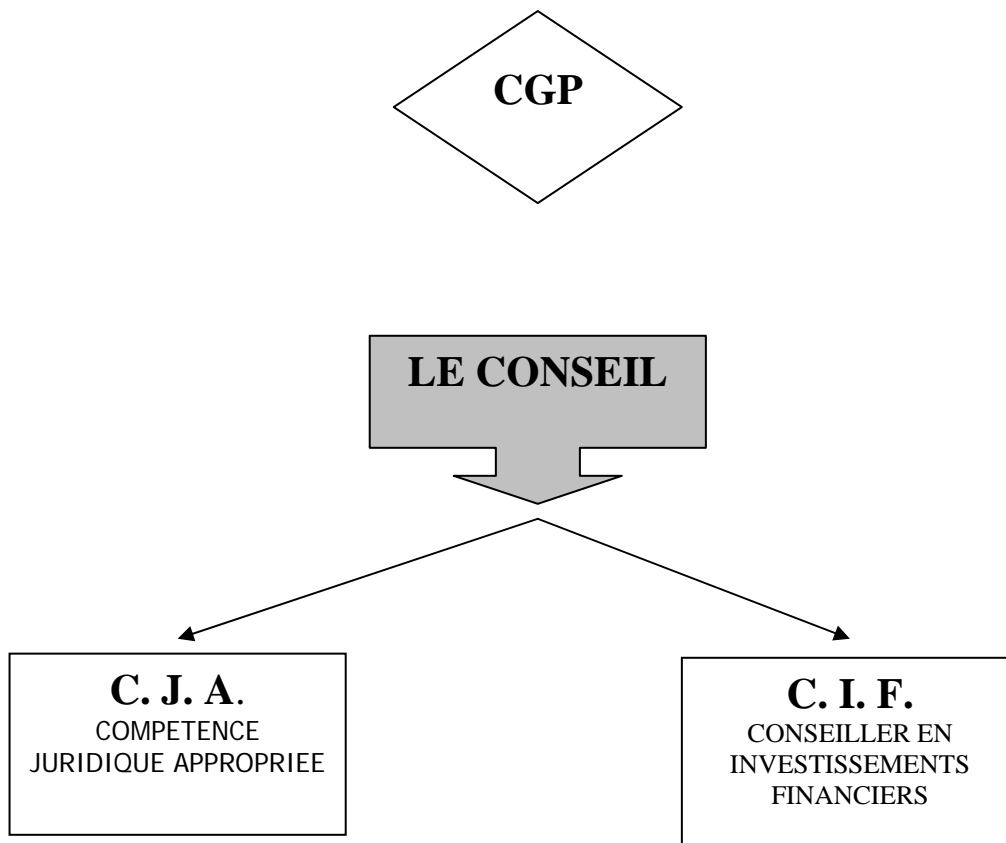 CGP
LE CONSEIL
C. J. A.
COMPETENCE
JURIDIQUE APPROPRIEE
C. I. F.
CONSEILLER EN
INVESTISSEMENTS
FINANCIERS